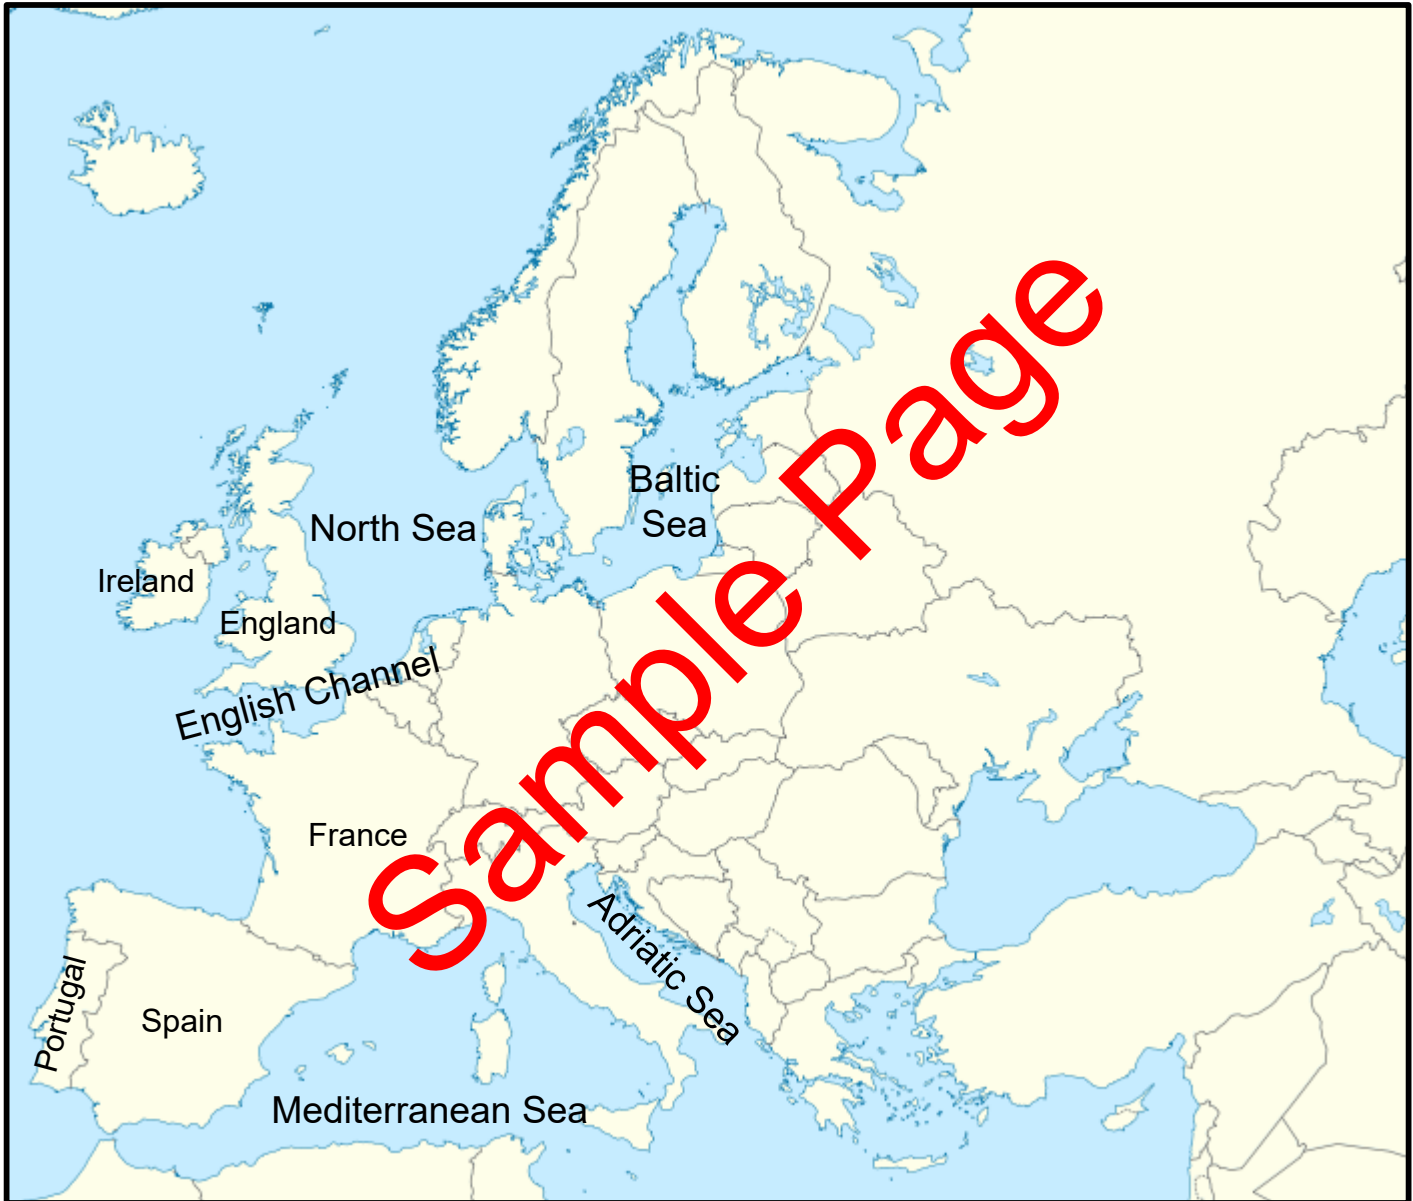 Baltic
Sea
North Sea
Ireland
England
English Channel
France
Adriatic Sea
Portugal
Spain
Mediterranean Sea
Sample Page